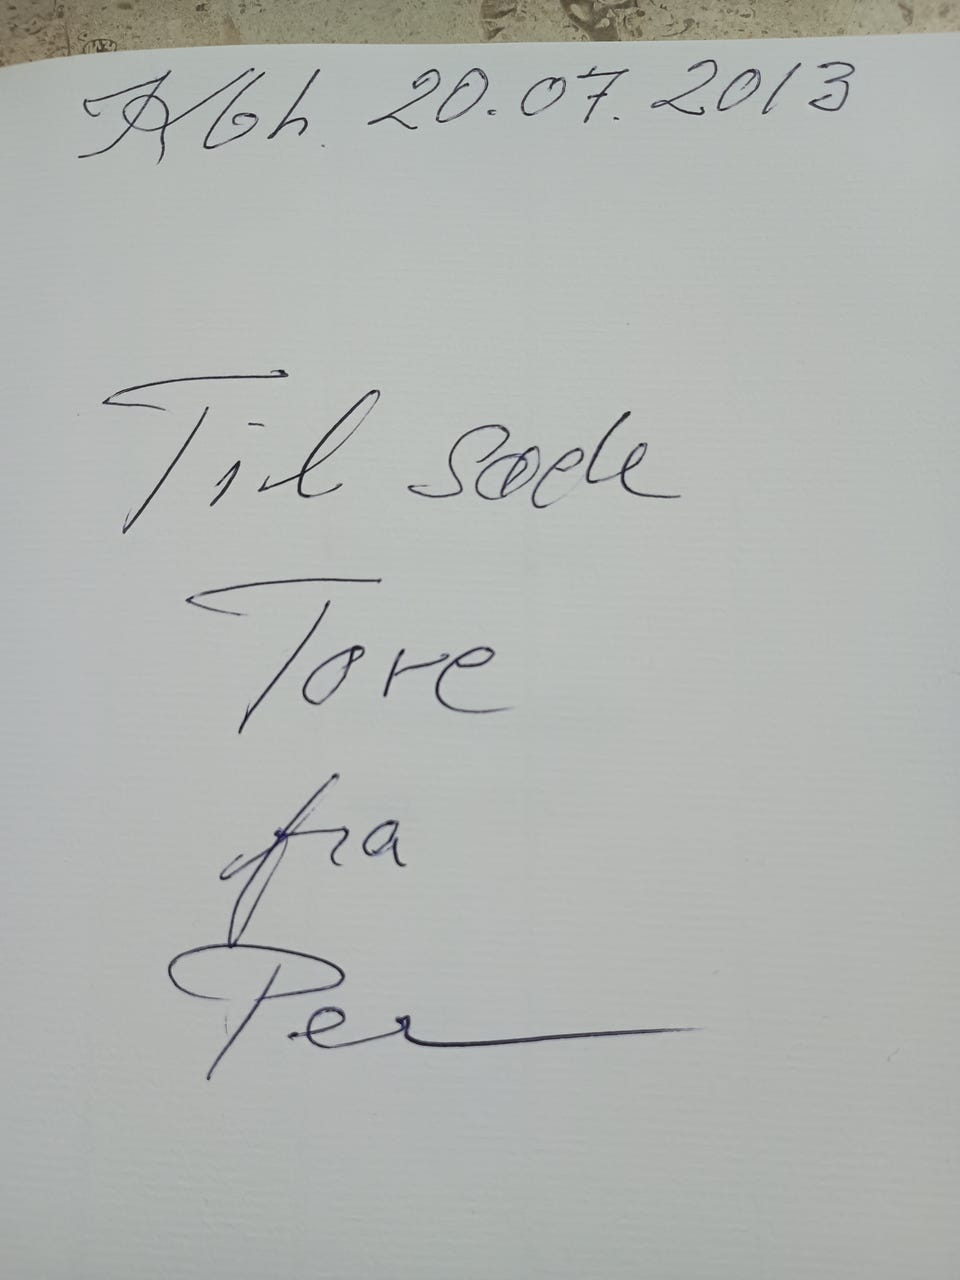 Kbh. 20.07.2013
Til søde
Tore
fra
Per